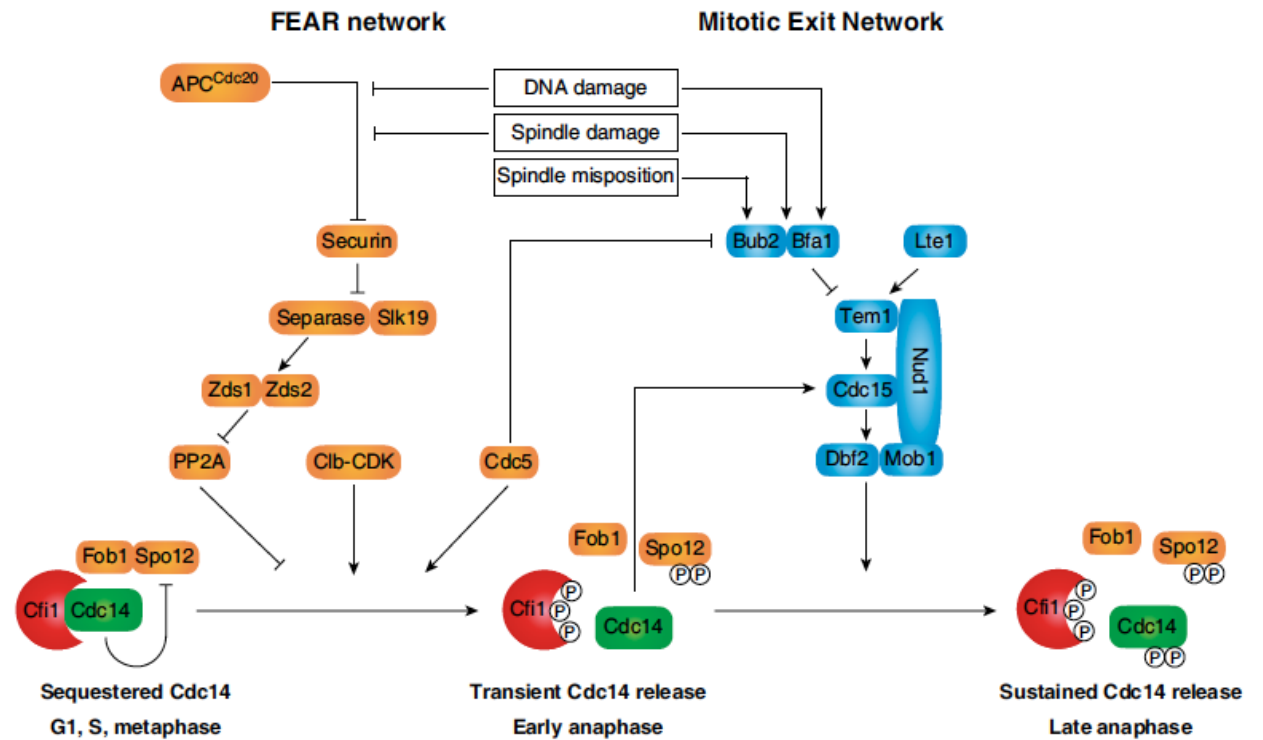 FEAR network
Mitotic Exit Network
APCCdc20
DNA damage
Spindle damage
Spindle misposition
Securin
Bub2
Bfa1
Lte1
Separase
Slk19
Tem1
Nud1
Zds1
Zds2
Cdc15
PP2A
Clb-CDK
Cdc5
Dbf2
Mob1
Fob1
Spo12
Cfi1
Cdc14
Fob1
Spo12
P P
Cfi1
P
P
P
Cdc14
Fob1
Spo12
P P
Cfi1
P
P
P
Cdc14
P P
Sequestered Cdc14
G1, S, metaphase
Transient Cdc14 release
Early anaphase
Sustained Cdc14 release
Late anaphase